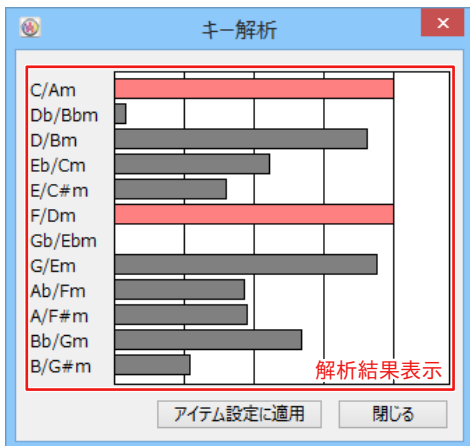 キー解析
C/Am
Db/Bbm
D/Bm
Eb/Cm
E/C#m
F/Dm
Gb/Ebm
G/Em
Ab/Fm
A/F#m
Bb/Gm
B/G#m
解析結果表示
アイテム設定に適用
閉じる